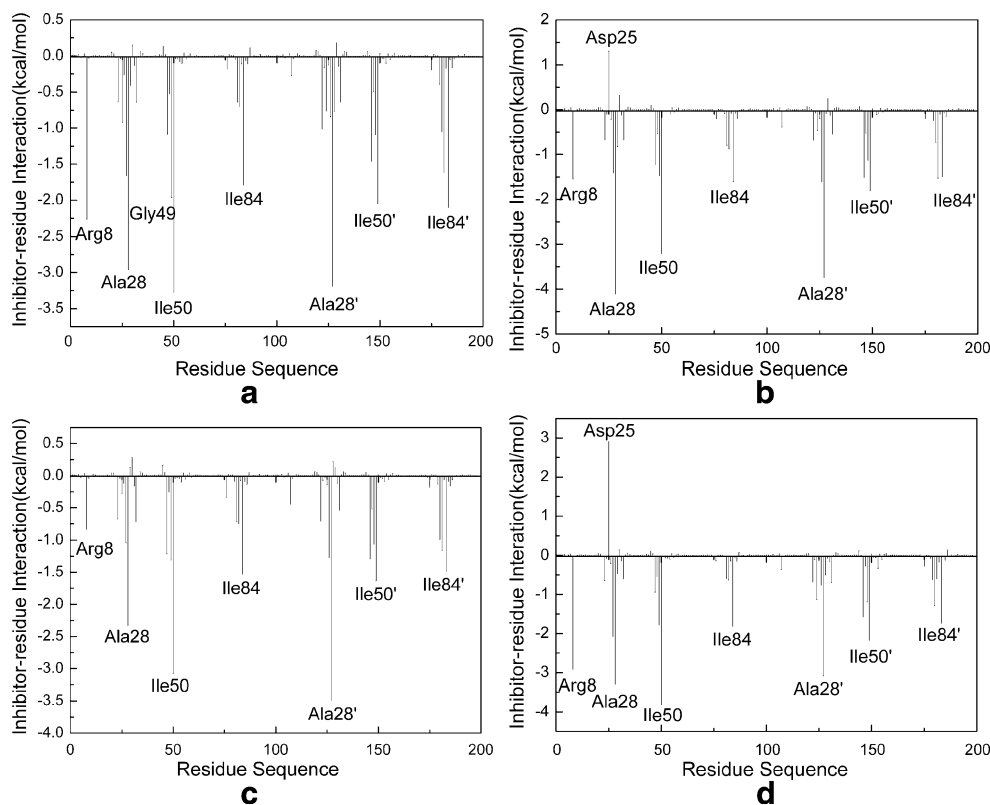 0.5
0.0
-0.5
-1.0
-1.5
-2.0
-2.5
-3.0
-3.5
Inhibitor-residue Interaction(kcal/mol)
Arg8
Ala28
Gly49
Ile50
Ile84
Ala28'
Ile50'
Ile84'
0 50 100 150 200
Residue Sequence
a
2
1
0
-1
-2
-3
-4
-5
Inhibitor-residue Interaction(kcal/mol)
Asp25
Arg8
Ala28
Ile50
Ile84
Ala28'
Ile50'
Ile84'
0 50 100 150 200
Residue Sequence
b
0.5
0.0
-0.5
-1.0
-1.5
-2.0
-2.5
-3.0
-3.5
-4.0
Inhibitor-residue Interaction(kcal/mol)
Arg8
Ala28
Ile50
Ile84
Ala28'
Ile50'
Ile84'
0 50 100 150 200
Residue Sequence
c
3
2
1
0
-1
-2
-3
-4
Inhibitor-residue Interation(kcal/mol)
Asp25
Arg8
Ala28
Ile50
Ile84
Ala28'
Ile50'
Ile84'
0 50 100 150 200
Residue Sequence
d